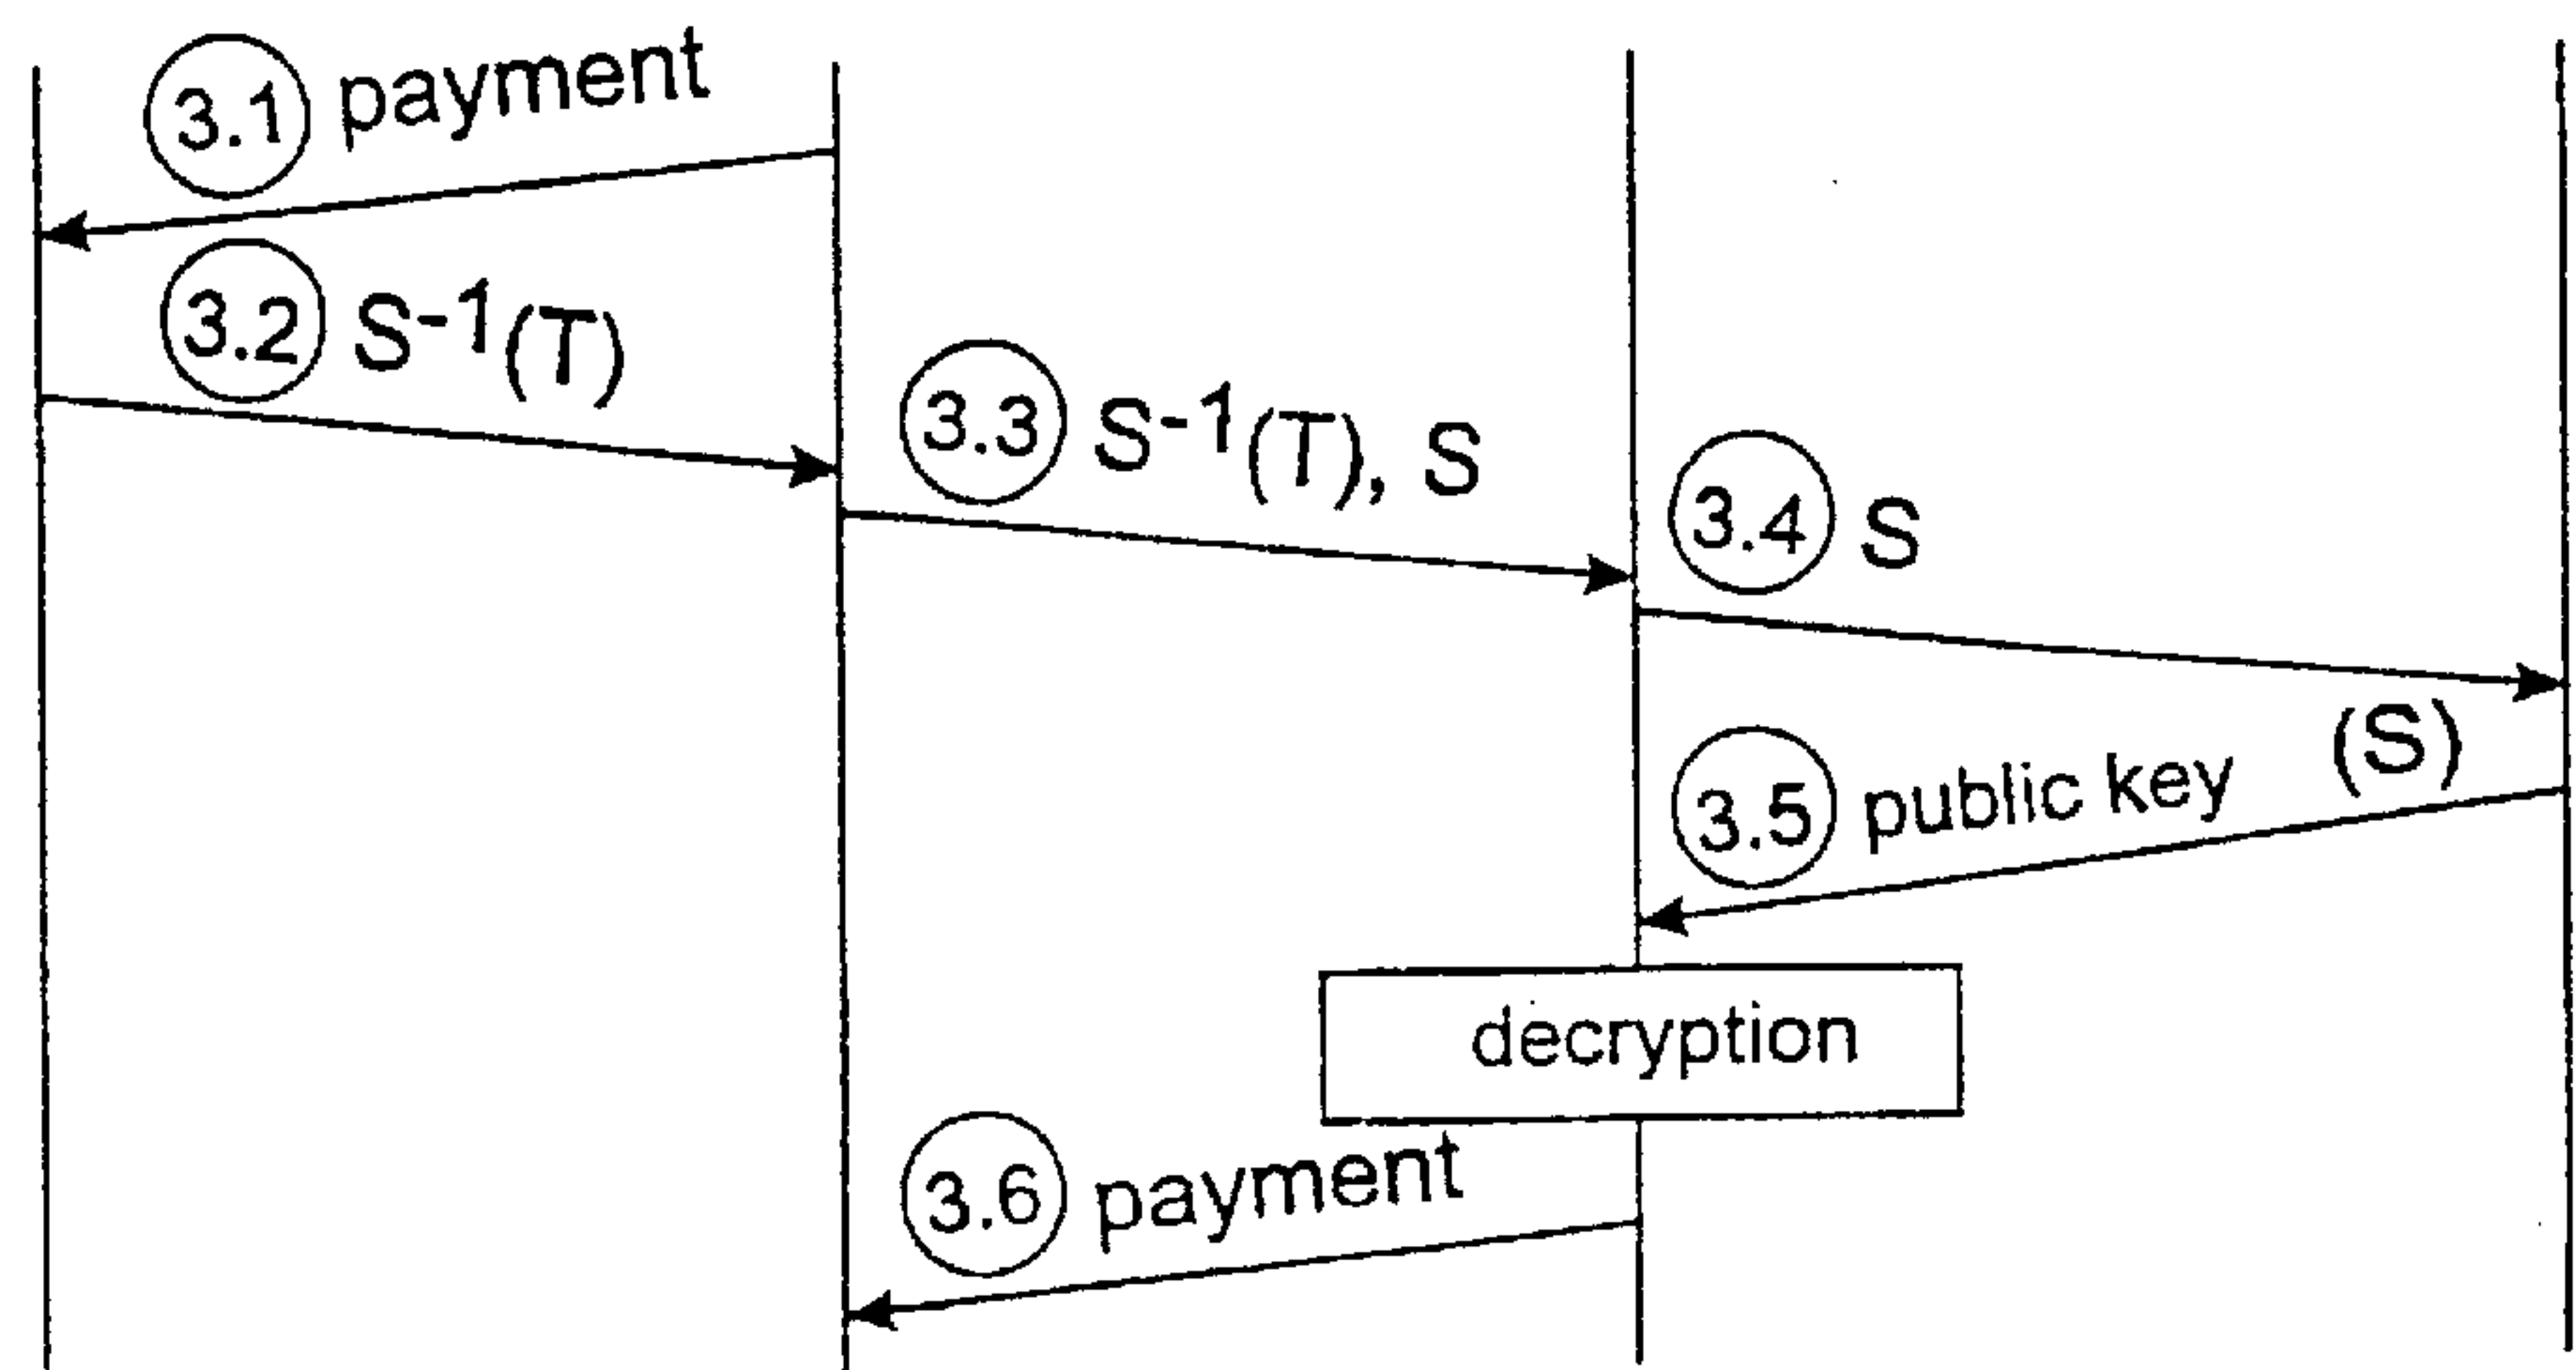 3.1 payment
3.2 S-1(T)
3.3 S-1(T), S
3.4 S
3.5 public key (S)
decryption
3.6 payment